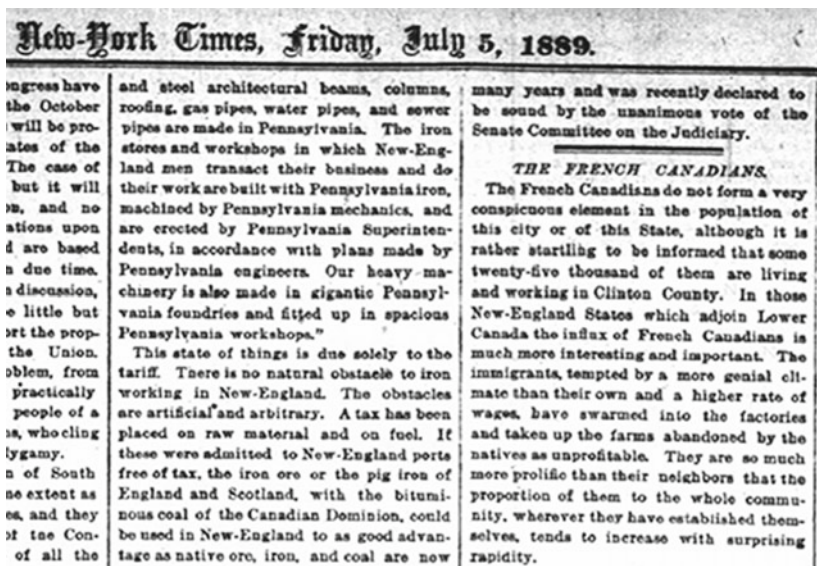 New-York Times, Friday, July 5, 1889.
ongress have
the October
will be pro-
ates of the
The case of
but it will
on, and no
ations upon
d are based
n due time.
n discussion,
e little but
ort the prop-
the Union.
oblem, from
practically
people of a
ns, who cling
lygamy.
n of South
ne extent as
es, and they
of the Con-
of all the
and steel architectural beams, columns,
roofing, gas pipes, water pipes, and sewer
pipes are made in Pennsylvania. The iron
stores and workshops in which New-Eng-
land men transact their business and do
their work are built with Pennsylvania iron,
machined by Pennsylvania mechanics, and
are erected by Pennsylvania Superinten-
dents, in accordance with plans made by
Pennsylvania engineers. Our heavy ma-
chinery is also made in gigantic Pennsyl-
vania foundries and fitted up in spacious
Pennsylvania workshops."
This state of things is due solely to the
tariff. There is no natural obstacle to iron
working in New-England. The obstacles
are artificial and arbitrary. A tax has been
placed on raw material and on fuel. If
these were admitted to New-England ports
free of tax, the iron ore or the pig iron of
England and Scotland, with the bitumi-
nous coal of the Canadian Dominion, could
be used in New-England to as good advan-
tage as native ore, iron, and coal are now
many years and was recently declared to
be sound by the unanimous vote of the
Senate Committee on the Judiciary.
THE FRENCH CANADIANS.
The French Canadians do not form a very
conspicuous element in the population of
this city or of this State, although it is
rather startling to be informed that some
twenty-five thousand of them are living
and working in Clinton County. In those
New-England States which adjoin Lower
Canada the influx of French Canadians is
much more interesting and important. The
immigrants, tempted by a more genial cli-
mate than their own and a higher rate of
wages, have swarmed into the factories
and taken up the farms abandoned by the
natives as unprofitable. They are so much
more prolific than their neighbors that the
proportion of them to the whole commu-
nity, wherever they have established them-
selves, tends to increase with surprising
rapidity.